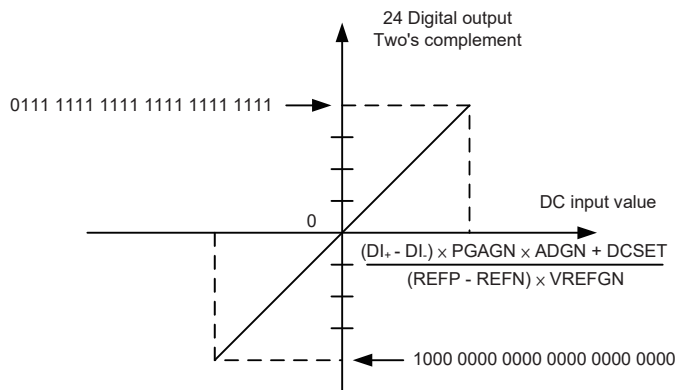 24 Digital output
Two's complement
0111 1111 1111 1111 1111 1111
DC input value
0
(DI+ - DI-) × PGAGN × ADGN + DCSET
(REFP - REFN) × VREFGN
1000 0000 0000 0000 0000 0000